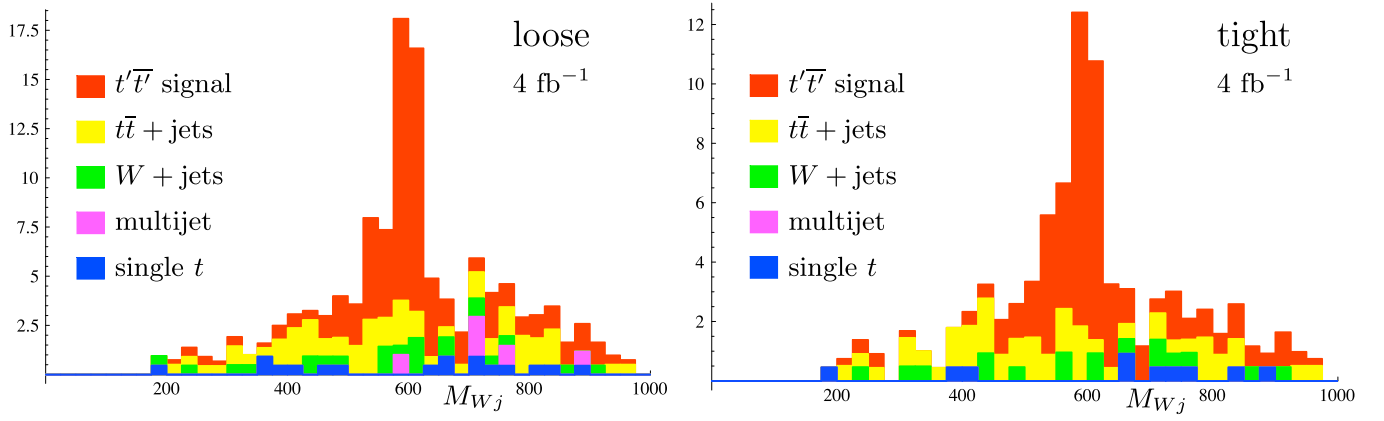 loose
4 fb⁻¹
17.5
15
12.5
10
7.5
5
2.5
t′t̅′ signal
tt̅ + jets
W + jets
multijet
single t
200
400
600
800
1000
M_{Wj}
tight
4 fb⁻¹
12
10
8
6
4
2
t′t̅′ signal
tt̅ + jets
W + jets
multijet
single t
200
400
600
800
1000
M_{Wj}